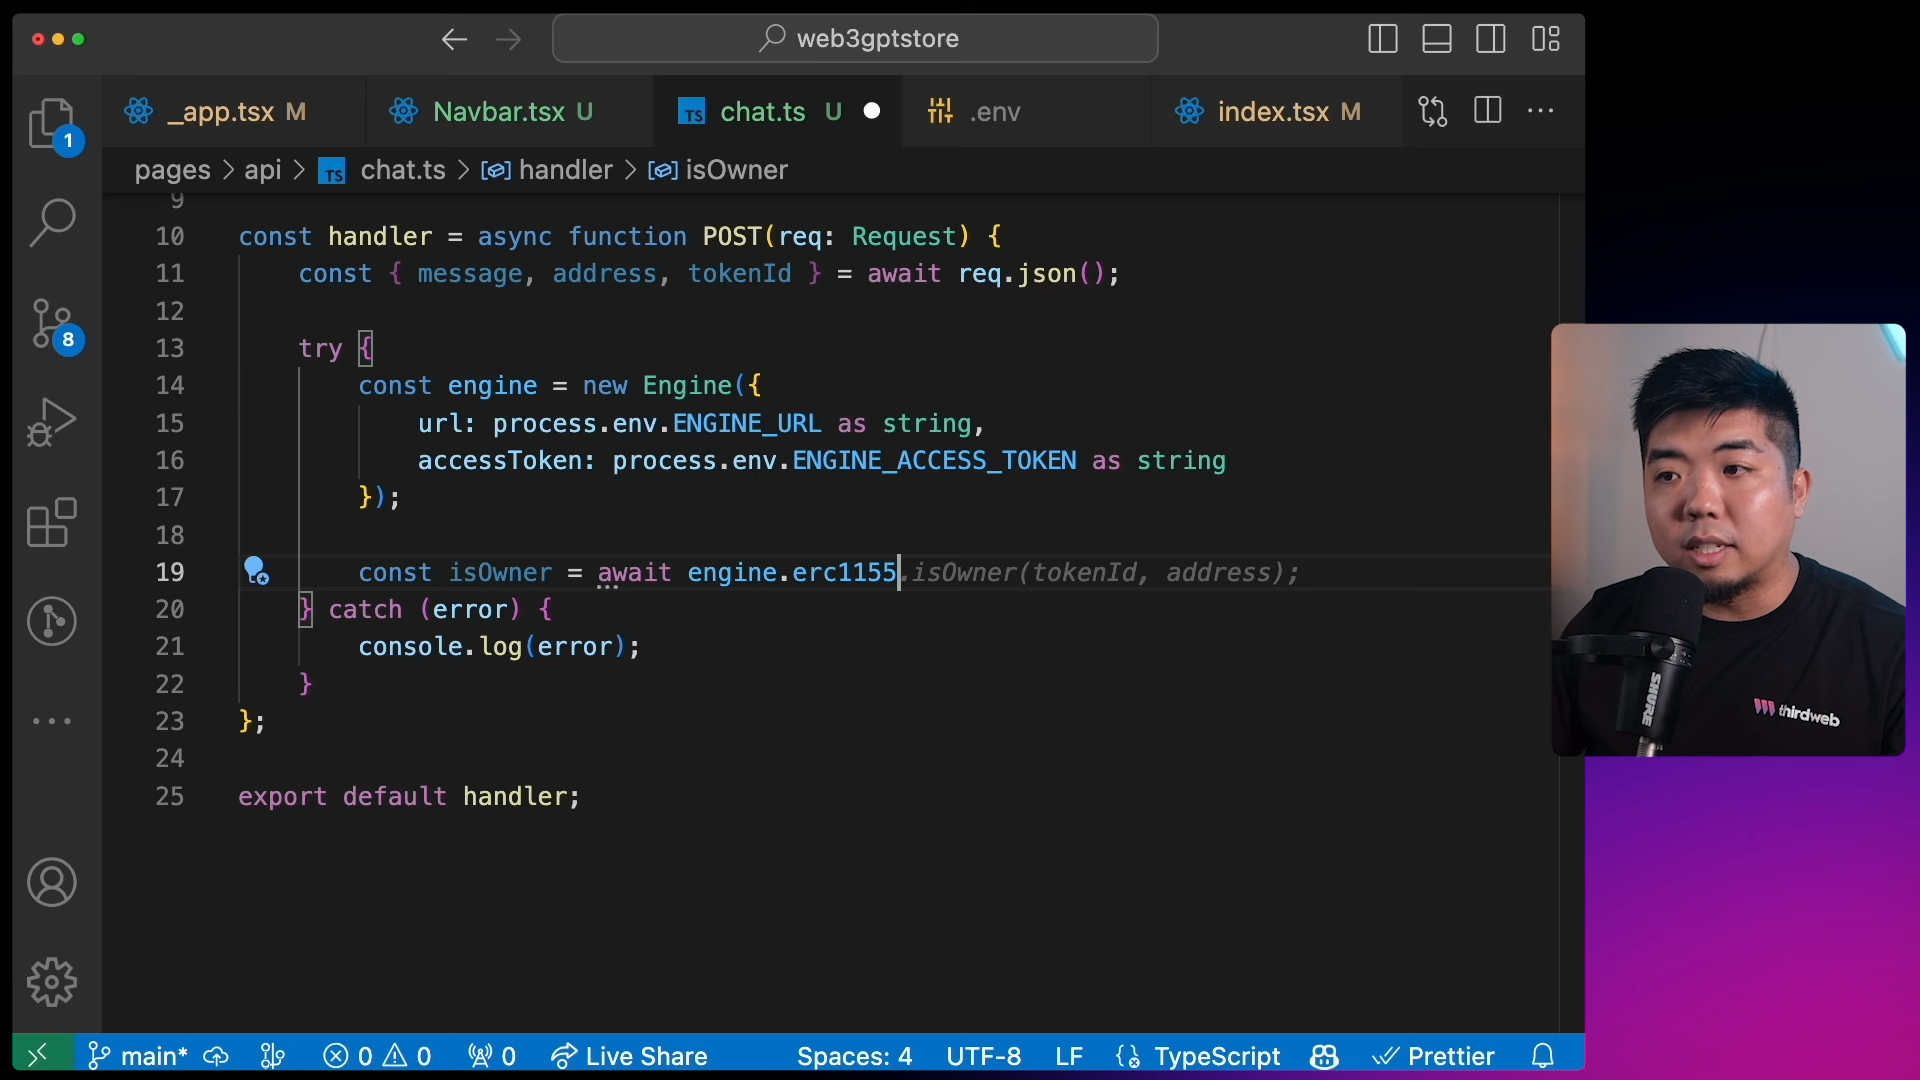 web3gptstore
_app.tsx M
Navbar.tsx U
TS chat.ts U
.env
index.tsx M
1
pages > api > TS chat.ts > handler > isOwner
9
10 const handler = async function POST(req: Request) {
11 const { message, address, tokenId } = await req.json();
12
13 try {
14 const engine = new Engine({
15 url: process.env.ENGINE_URL as string,
16 accessToken: process.env.ENGINE_ACCESS_TOKEN as string
17 });
18
19 const isOwner = await engine.erc1155.isOwner(tokenId, address);
20 } catch (error) {
21 console.log(error);
22 }
23 };
24
25 export default handler;
8
SHURE
thirdweb
main* 0 0 0 Live Share Spaces: 4 UTF-8 LF TypeScript Prettier